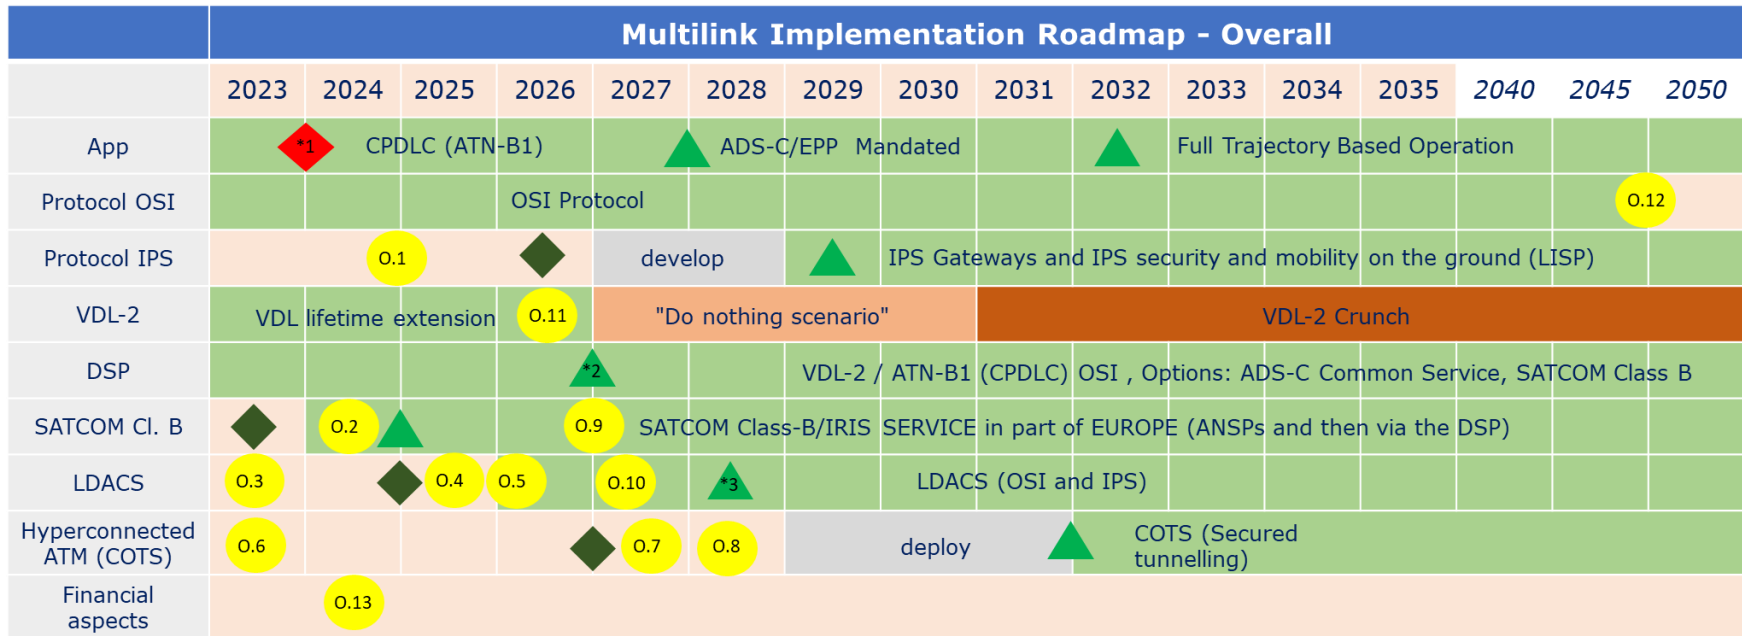 Multilink Implementation Roadmap - Overall
2023 2024 2025 2026 2027 2028 2029 2030 2031 2032 2033 2034 2035 2040 2045 2050
App *1 CPDLC (ATN-B1) ADS-C/EPP Mandated Full Trajectory Based Operation
Protocol OSI OSI Protocol O.12
Protocol IPS O.1 develop IPS Gateways and IPS security and mobility on the ground (LISP)
VDL-2 VDL lifetime extension O.11 "Do nothing scenario" VDL-2 Crunch
DSP *2 VDL-2 / ATN-B1 (CPDLC) OSI , Options: ADS-C Common Service, SATCOM Class B
SATCOM Cl. B O.2 O.9 SATCOM Class-B/IRIS SERVICE in part of EUROPE (ANSPs and then via the DSP)
LDACS O.3 O.4 O.5 O.10 *3 LDACS (OSI and IPS)
Hyperconnected
ATM (COTS) O.6 O.7 O.8 deploy COTS (Secured
tunnelling)
Financial
aspects O.13